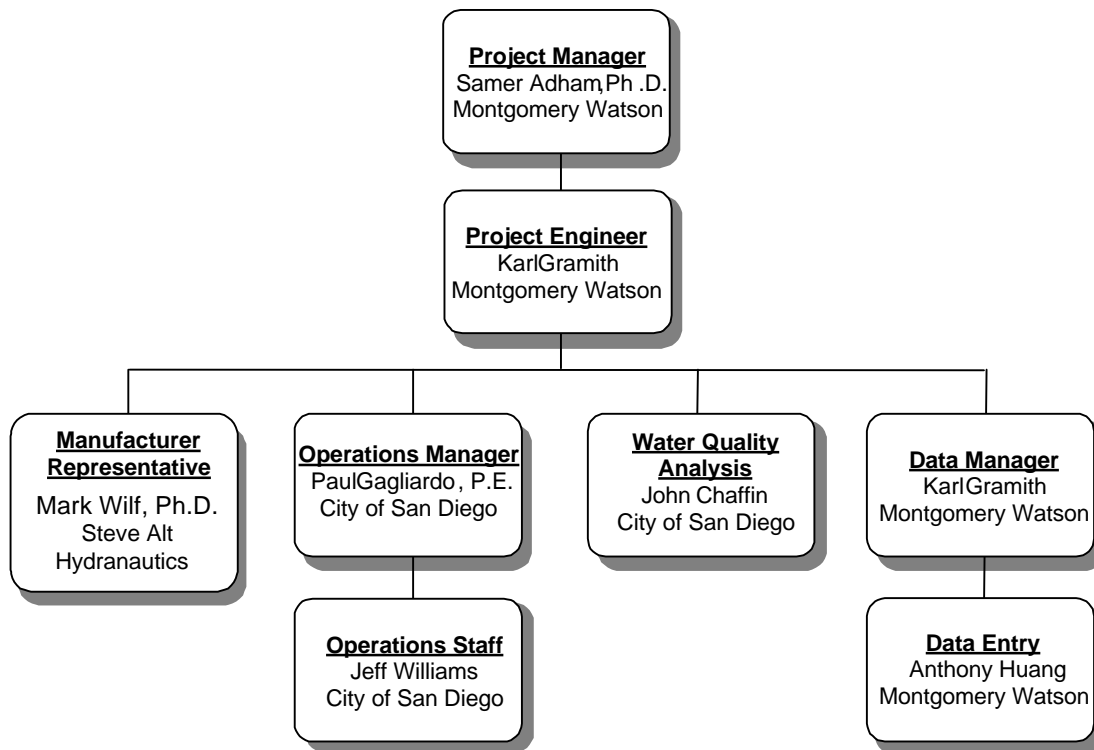 Project Manager
Samer Adham,Ph .D.
Montgomery Watson
Project Engineer
KarlGramith
Montgomery Watson
Manufacturer
Representative
Mark Wilf, Ph.D.
Steve Alt
Hydranautics
Operations Manager
PaulGagliardo , P.E.
City of San Diego
Water Quality
Analysis
John Chaffin
City of San Diego
Data Manager
KarlGramith
Montgomery Watson
Operations Staff
Jeff Williams
City of San Diego
Data Entry
Anthony Huang
Montgomery Watson